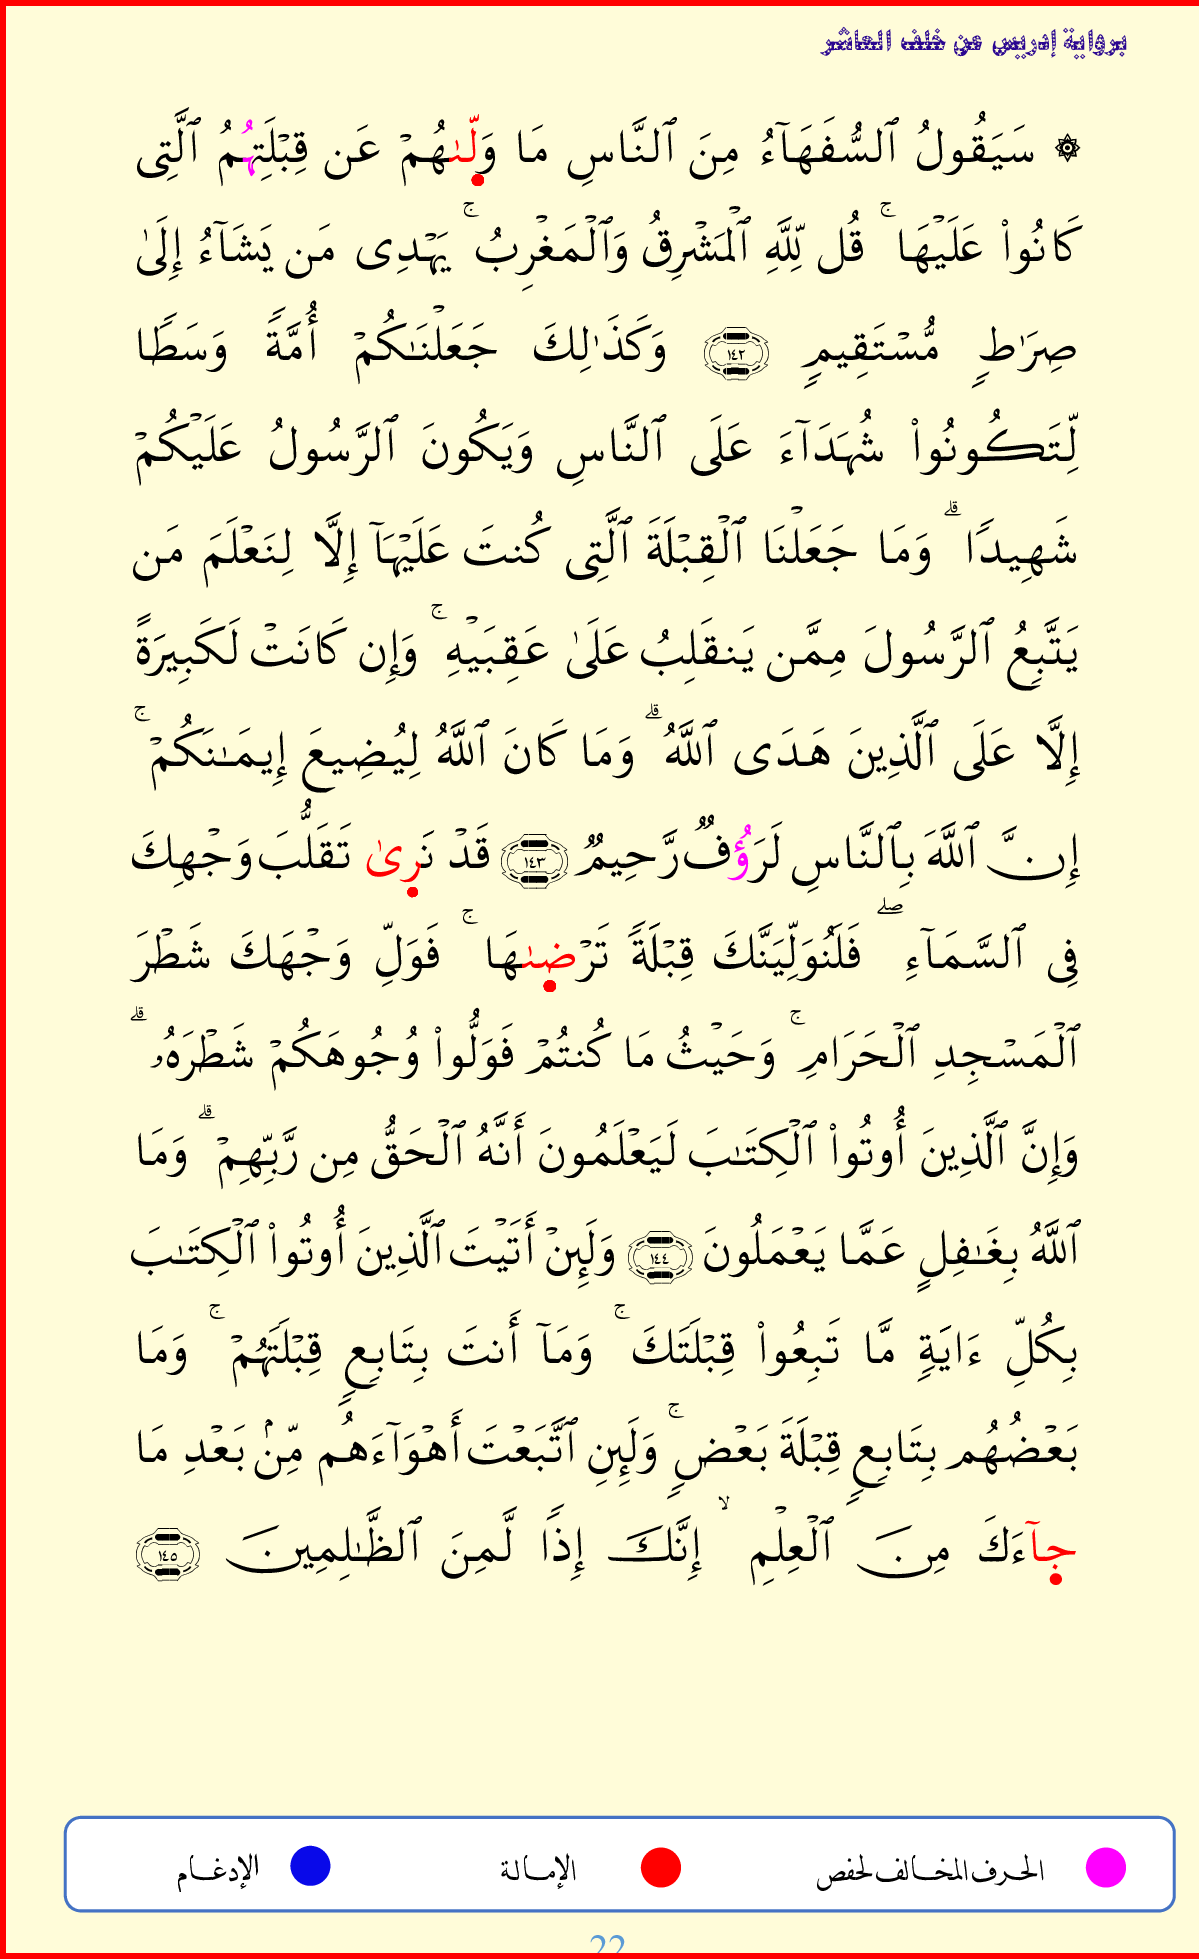 برواية إدريس عن خلف العاشر
۞ سَيَقُولُ ٱلسُّفَهَآءُ مِنَ ٱلنَّاسِ مَا وَلَّىٰهُمۡ عَن قِبۡلَتِهُمُ ٱلَّتِى
كَانُواْ عَلَيۡهَا ۚ قُل لِّلَّهِ ٱلۡمَشۡرِقُ وَٱلۡمَغۡرِبُ ۚ يَهۡدِى مَن يَشَآءُ إِلَىٰ
صِرَٰطٖ مُّسۡتَقِيمٖ ١٤٢ وَكَذَٰلِكَ جَعَلۡنَٰكُمۡ أُمَّةٗ وَسَطٗا
لِّتَكُونُواْ شُهَدَآءَ عَلَى ٱلنَّاسِ وَيَكُونَ ٱلرَّسُولُ عَلَيۡكُمۡ
شَهِيدٗا ۗ وَمَا جَعَلۡنَا ٱلۡقِبۡلَةَ ٱلَّتِى كُنتَ عَلَيۡهَآ إِلَّا لِنَعۡلَمَ مَن
يَتَّبِعُ ٱلرَّسُولَ مِمَّن يَنقَلِبُ عَلَىٰ عَقِبَيۡهِ ۚ وَإِن كَانَتۡ لَكَبِيرَةً
إِلَّا عَلَى ٱلَّذِينَ هَدَى ٱللَّهُ ۗ وَمَا كَانَ ٱللَّهُ لِيُضِيعَ إِيمَٰنَكُمۡ ۚ
إِنَّ ٱللَّهَ بِٱلنَّاسِ لَرَؤُفٞ رَّحِيمٞ ١٤٣ قَدۡ نَرِىٰ تَقَلُّبَ وَجۡهِكَ
فِى ٱلسَّمَآءِ ۖ فَلَنُوَلِّيَنَّكَ قِبۡلَةٗ تَرۡضَىٰهَا ۚ فَوَلِّ وَجۡهَكَ شَطۡرَ
ٱلۡمَسۡجِدِ ٱلۡحَرَامِ ۚ وَحَيۡثُ مَا كُنتُمۡ فَوَلُّواْ وُجُوهَكُمۡ شَطۡرَهُۥ ۗ
وَإِنَّ ٱلَّذِينَ أُوتُواْ ٱلۡكِتَٰبَ لَيَعۡلَمُونَ أَنَّهُ ٱلۡحَقُّ مِن رَّبِّهِمۡ ۗ وَمَا
ٱللَّهُ بِغَٰفِلٍ عَمَّا يَعۡمَلُونَ ١٤٤ وَلَئِنۡ أَتَيۡتَ ٱلَّذِينَ أُوتُواْ ٱلۡكِتَٰبَ
بِكُلِّ ءَايَةٖ مَّا تَبِعُواْ قِبۡلَتَكَ ۚ وَمَآ أَنتَ بِتَابِعٖ قِبۡلَتَهُمۡ ۚ وَمَا
بَعۡضُهُم بِتَابِعٖ قِبۡلَةَ بَعۡضٖ ۚ وَلَئِنِ ٱتَّبَعۡتَ أَهۡوَآءَهُم مِّنۢ بَعۡدِ مَا
جِآءَكَ مِنَ ٱلۡعِلۡمِ ۙ إِنَّكَ إِذٗا لَّمِنَ ٱلظَّٰلِمِينَ ١٤٥
الحرف المخالف لحفص الإمالة الإدغام
22